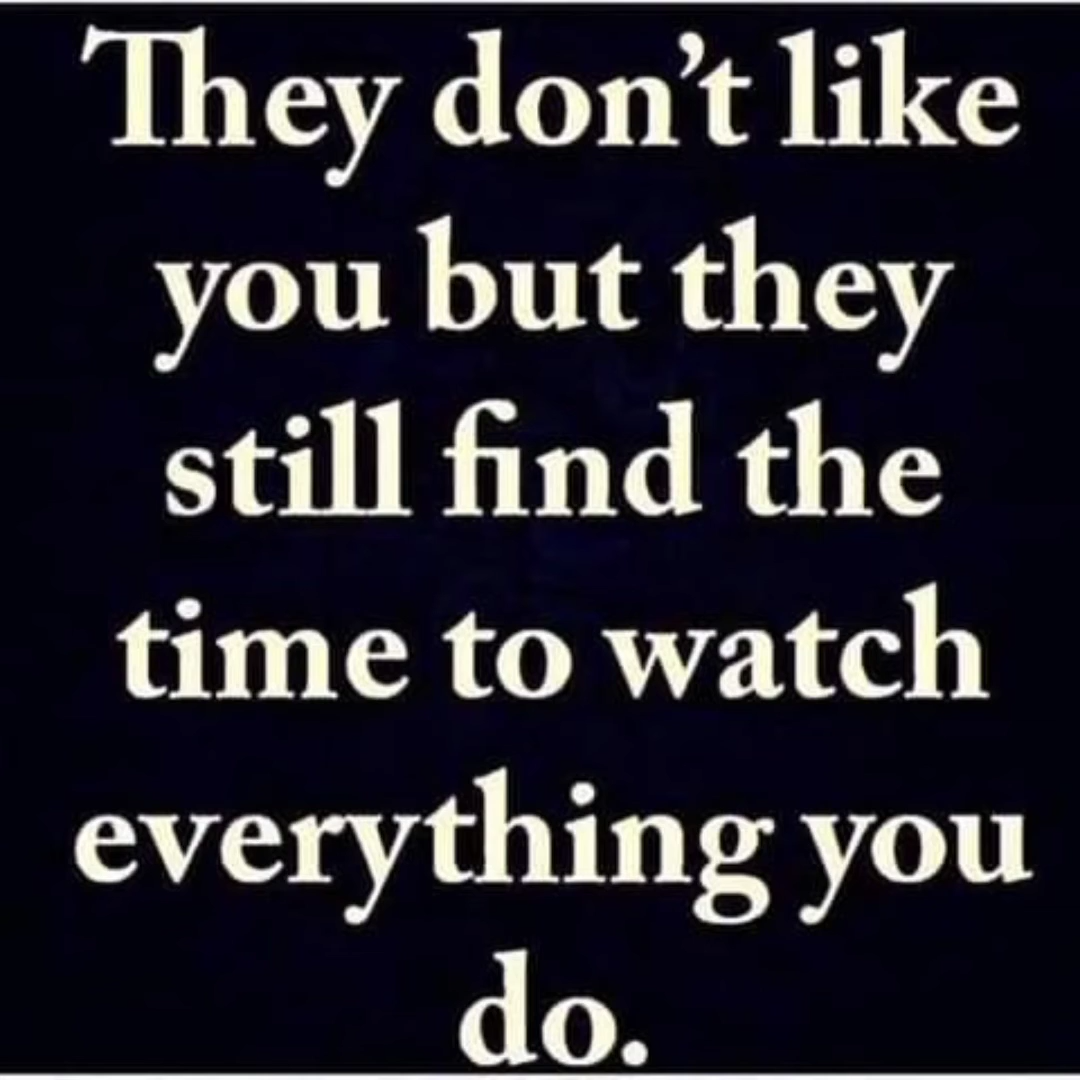 They don’t like
you but they
still find the
time to watch
everything you
do.